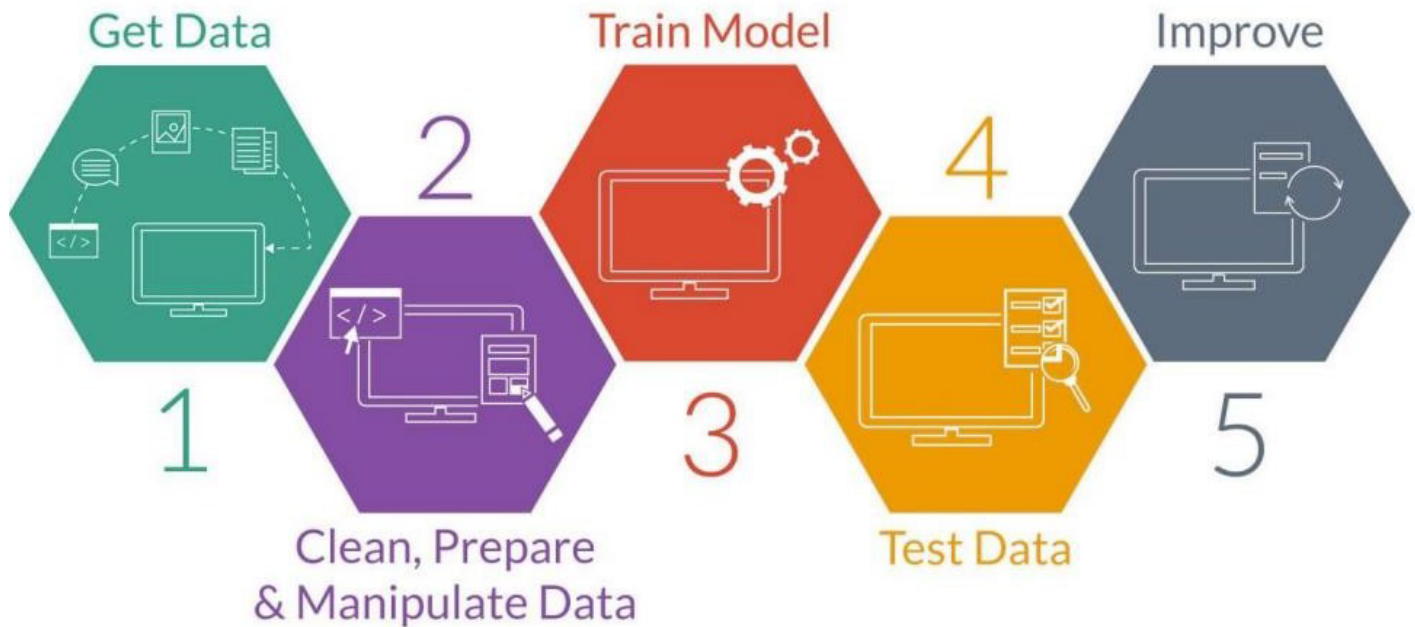 Get Data
1
</>
2
</>
Clean, Prepare
& Manipulate Data
Train Model
3
4
Test Data
Improve
5